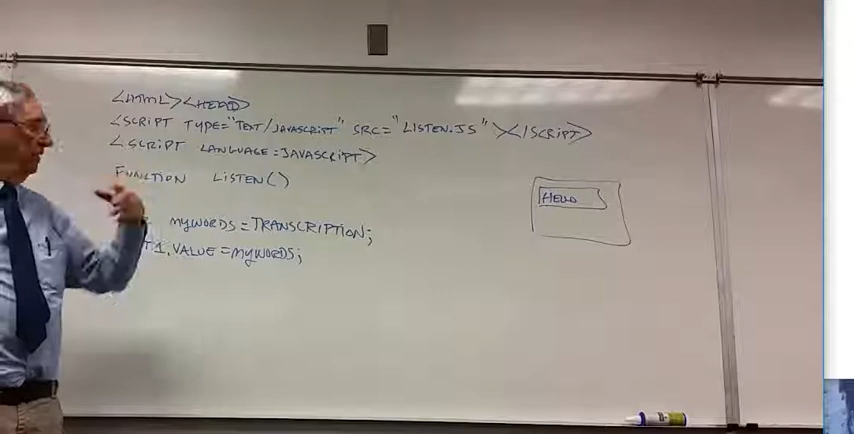 <HTML><HEAD>
<SCRIPT TYPE="TEXT/JAVASCRIPT" SRC="LISTEN.JS"></SCRIPT>
<SCRIPT LANGUAGE=JAVASCRIPT>
FUNCTION LISTEN()
MYWORDS=TRANSCRIPTION;
T1.VALUE=MYWORDS;
HELLO